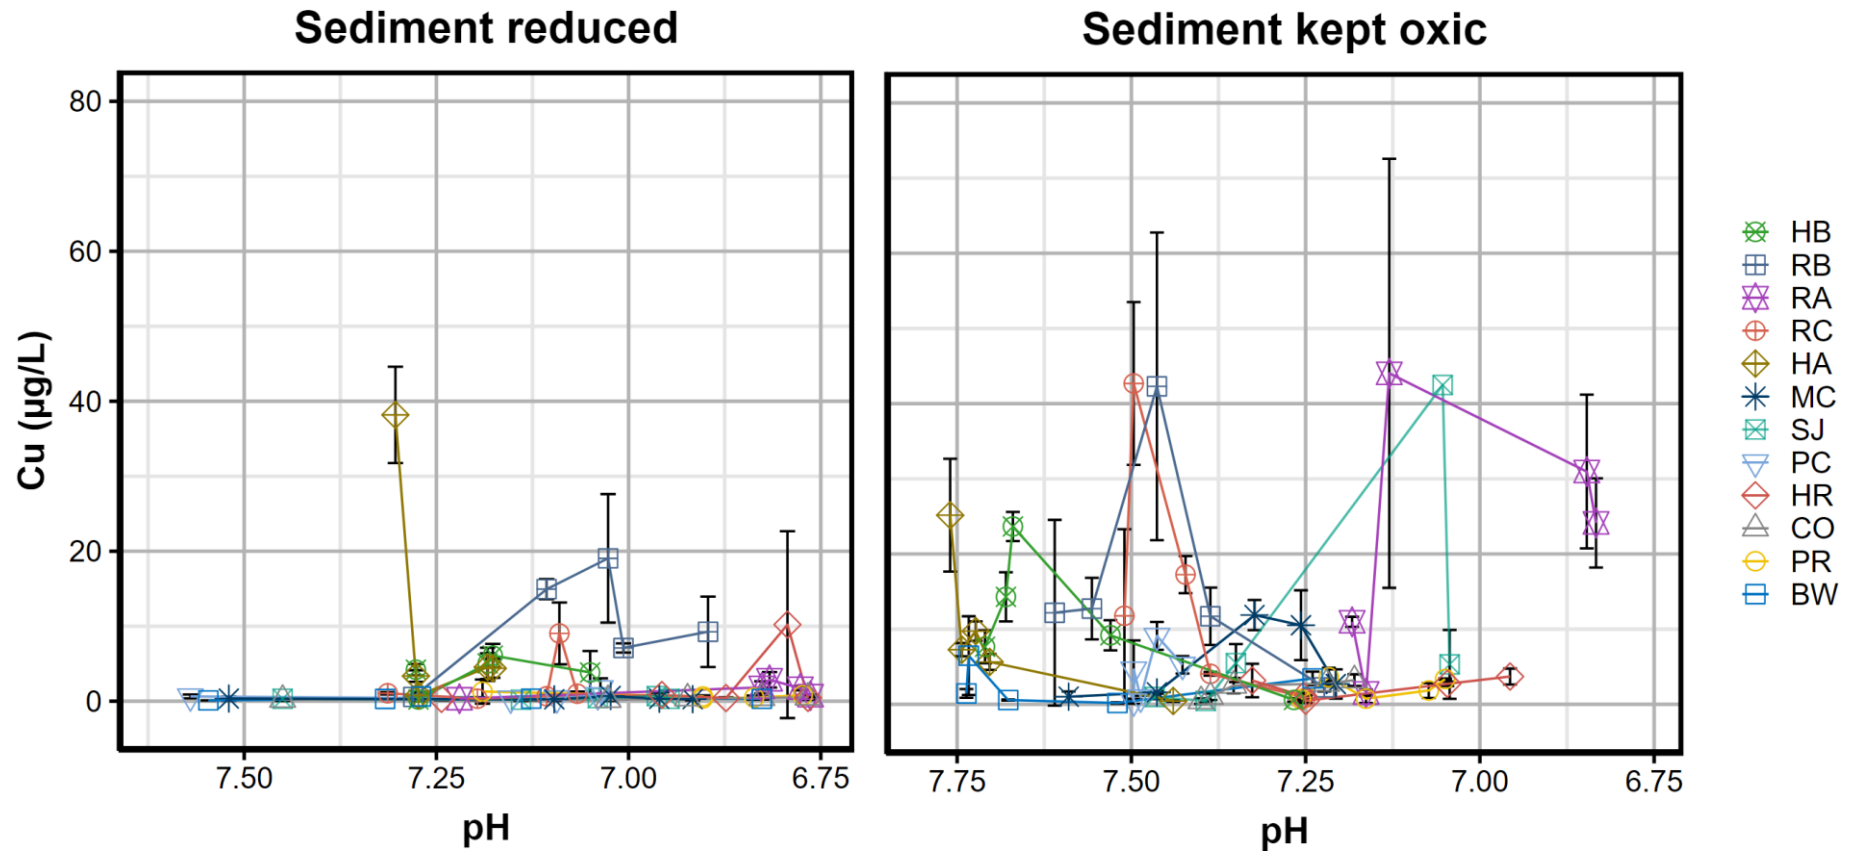 Sediment reduced
Sediment kept oxic
Cu (µg/L)
80
60
40
20
0
7.50 7.25 7.00 6.75
7.75 7.50 7.25 7.00 6.75
pH
pH
HB
RB
RA
RC
HA
MC
SJ
PC
HR
CO
PR
BW